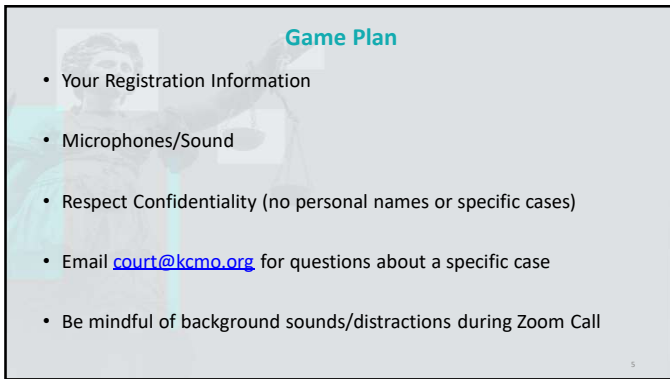 Game Plan
• Your Registration Information
• Microphones/Sound
• Respect Confidentiality (no personal names or specific cases)
• Email court@kcmo.org for questions about a specific case
• Be mindful of background sounds/distractions during Zoom Call
5